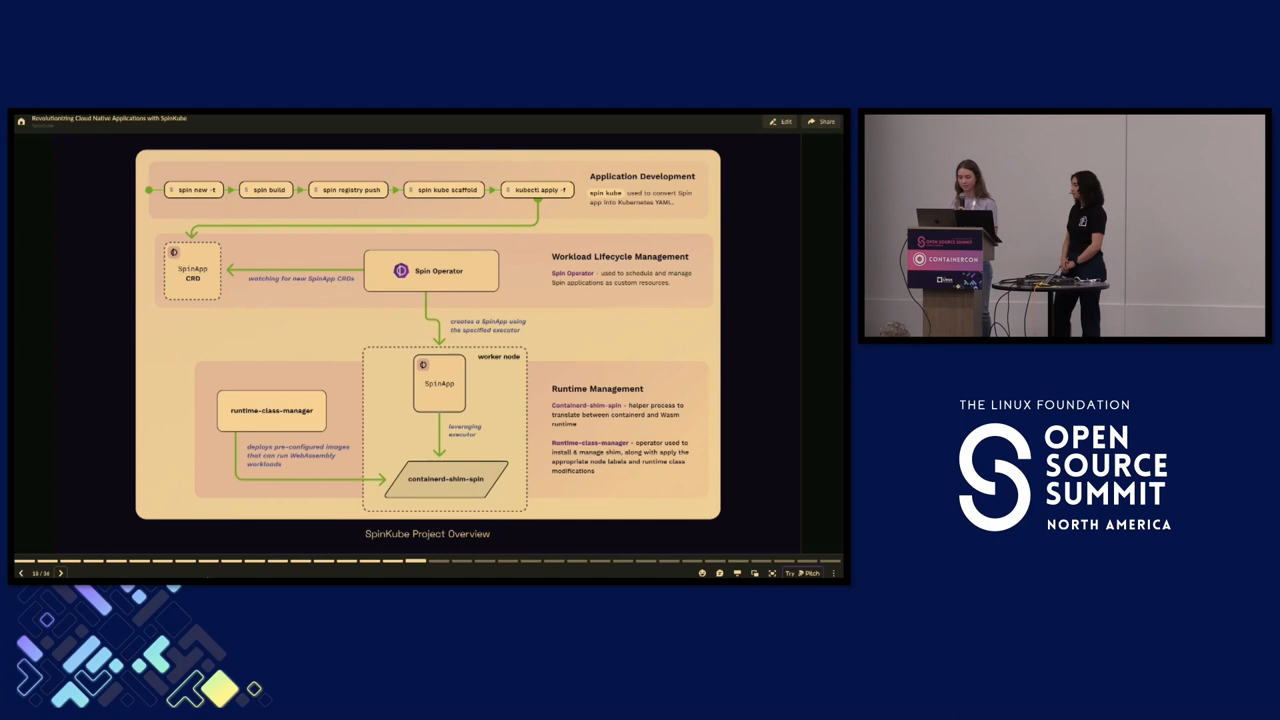 Revolutionizing Cloud Native Applications with SpinKube
Edit
Share
$ spin new -t
$ spin build
$ spin registry push
$ spin kube scaffold
$ kubectl apply -f
Application Development
spin kube used to convert Spin
app into Kubernetes YAML.
SpinApp
CRD
watching for new SpinApp CRDs
Spin Operator
Workload Lifecycle Management
Spin Operator - used to schedule and manage
Spin applications as custom resources.
creates a SpinApp using
the specified executor
worker node
SpinApp
runtime-class-manager
leveraging
executor
deploys pre-configured images
that can run WebAssembly
workloads
containerd-shim-spin
Runtime Management
Containerd-shim-spin - helper process to
translate between containerd and Wasm
runtime
Runtime-class-manager - operator used to
install & manage shim, along with apply the
appropriate node labels and runtime class
modifications
SpinKube Project Overview
Try Pitch
OPEN SOURCE SUMMIT
CONTAINERCON
THE LINUX FOUNDATION
OPEN
SOURCE
SUMMIT
NORTH AMERICA